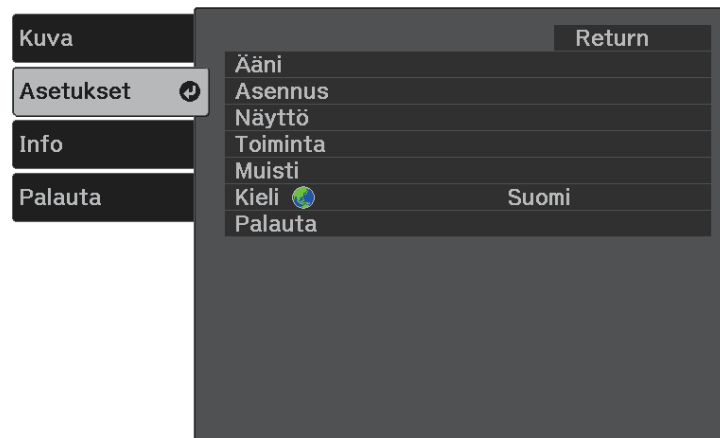 Kuva
Asetukset
Info
Palauta
Return
Ääni
Asennus
Näyttö
Toiminta
Muisti
Kieli Suomi
Palauta